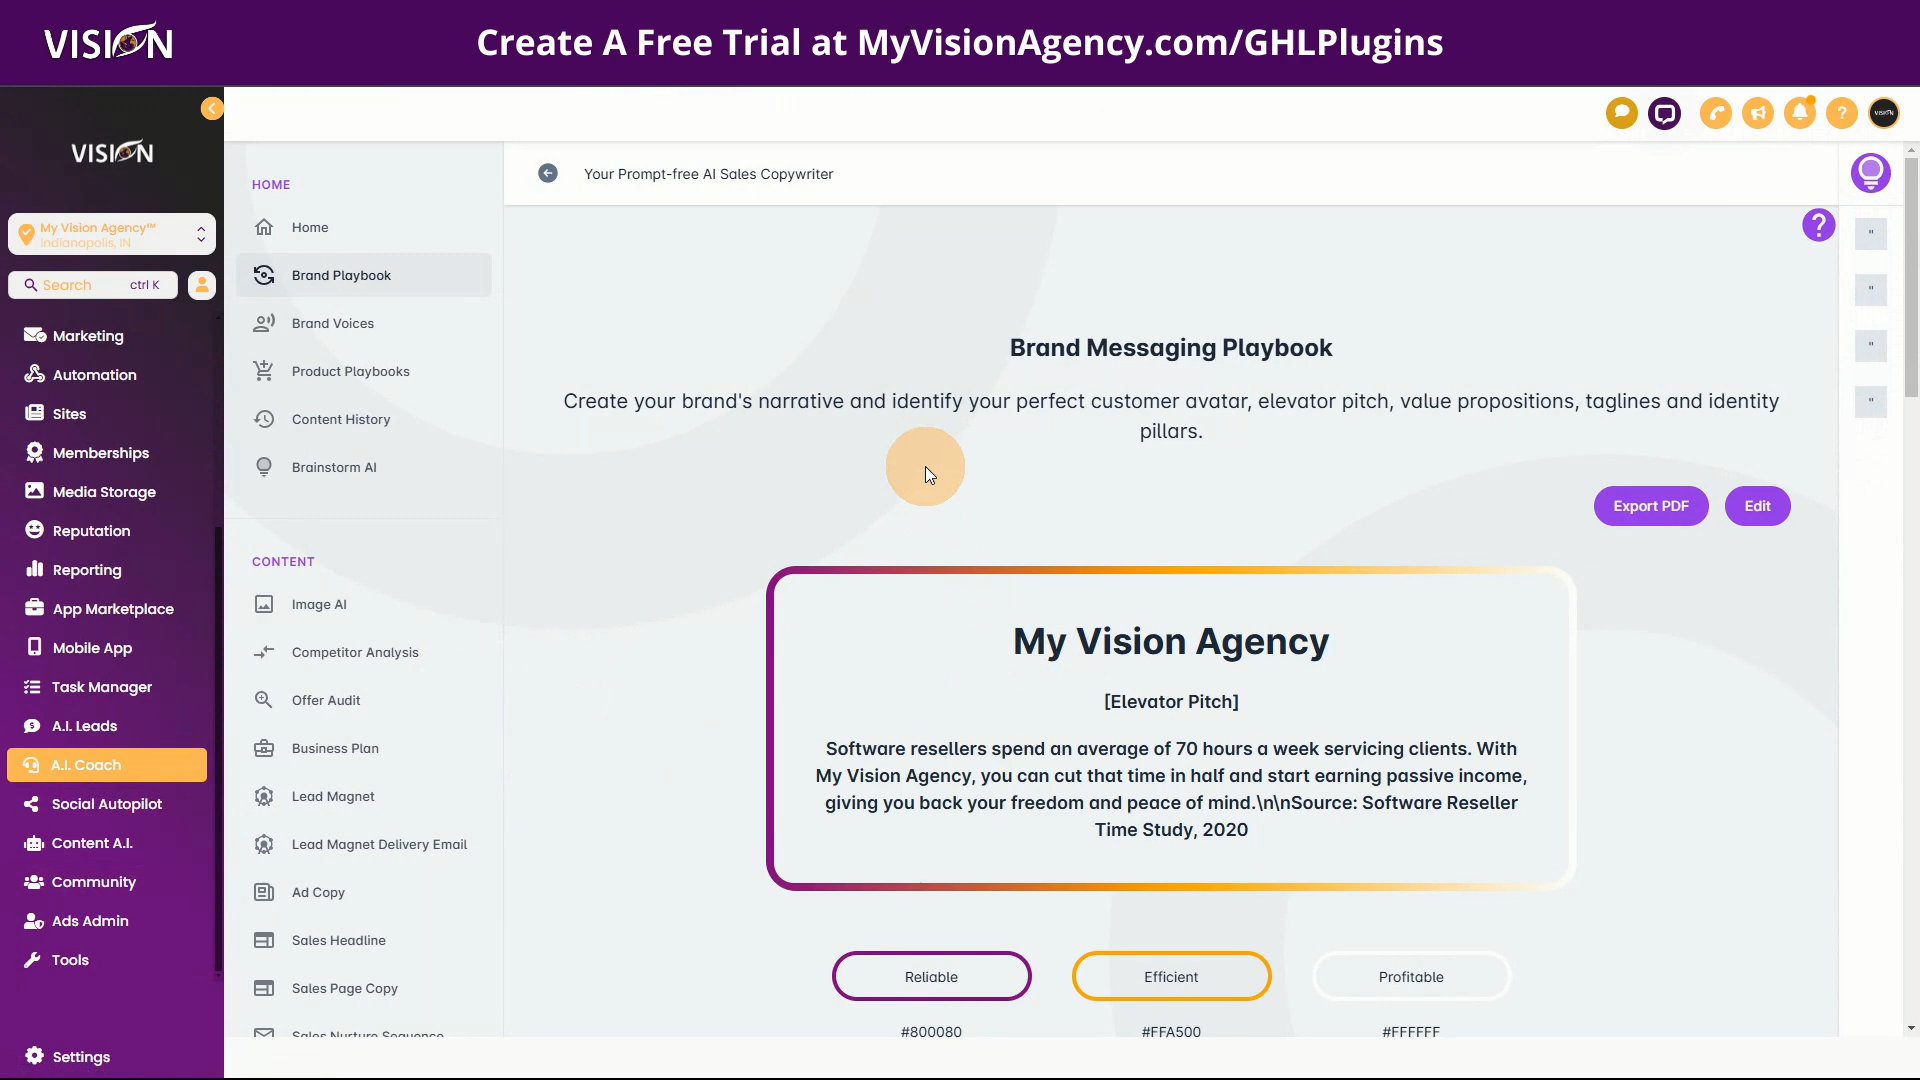 VISION
Create A Free Trial at MyVisionAgency.com/GHLPlugins
VISION
My Vision Agency™
Indianapolis, IN
Search
ctrl K
Marketing
Automation
Sites
Memberships
Media Storage
Reputation
Reporting
App Marketplace
Mobile App
Task Manager
A.I. Leads
A.I. Coach
Social Autopilot
Content A.I.
Community
Ads Admin
Tools
Settings
HOME
Home
Brand Playbook
Brand Voices
Product Playbooks
Content History
Brainstorm AI
CONTENT
Image AI
Competitor Analysis
Offer Audit
Business Plan
Lead Magnet
Lead Magnet Delivery Email
Ad Copy
Sales Headline
Sales Page Copy
Sales Nurture Sequence
Your Prompt-free AI Sales Copywriter
Brand Messaging Playbook
Create your brand's narrative and identify your perfect customer avatar, elevator pitch, value propositions, taglines and identity
pillars.
Export PDF
Edit
My Vision Agency
[Elevator Pitch]
Software resellers spend an average of 70 hours a week servicing clients. With
My Vision Agency, you can cut that time in half and start earning passive income,
giving you back your freedom and peace of mind.\n\nSource: Software Reseller
Time Study, 2020
Reliable
Efficient
Profitable
#800080
#FFA500
#FFFFFF
?
?
"
"
"
"
VISION